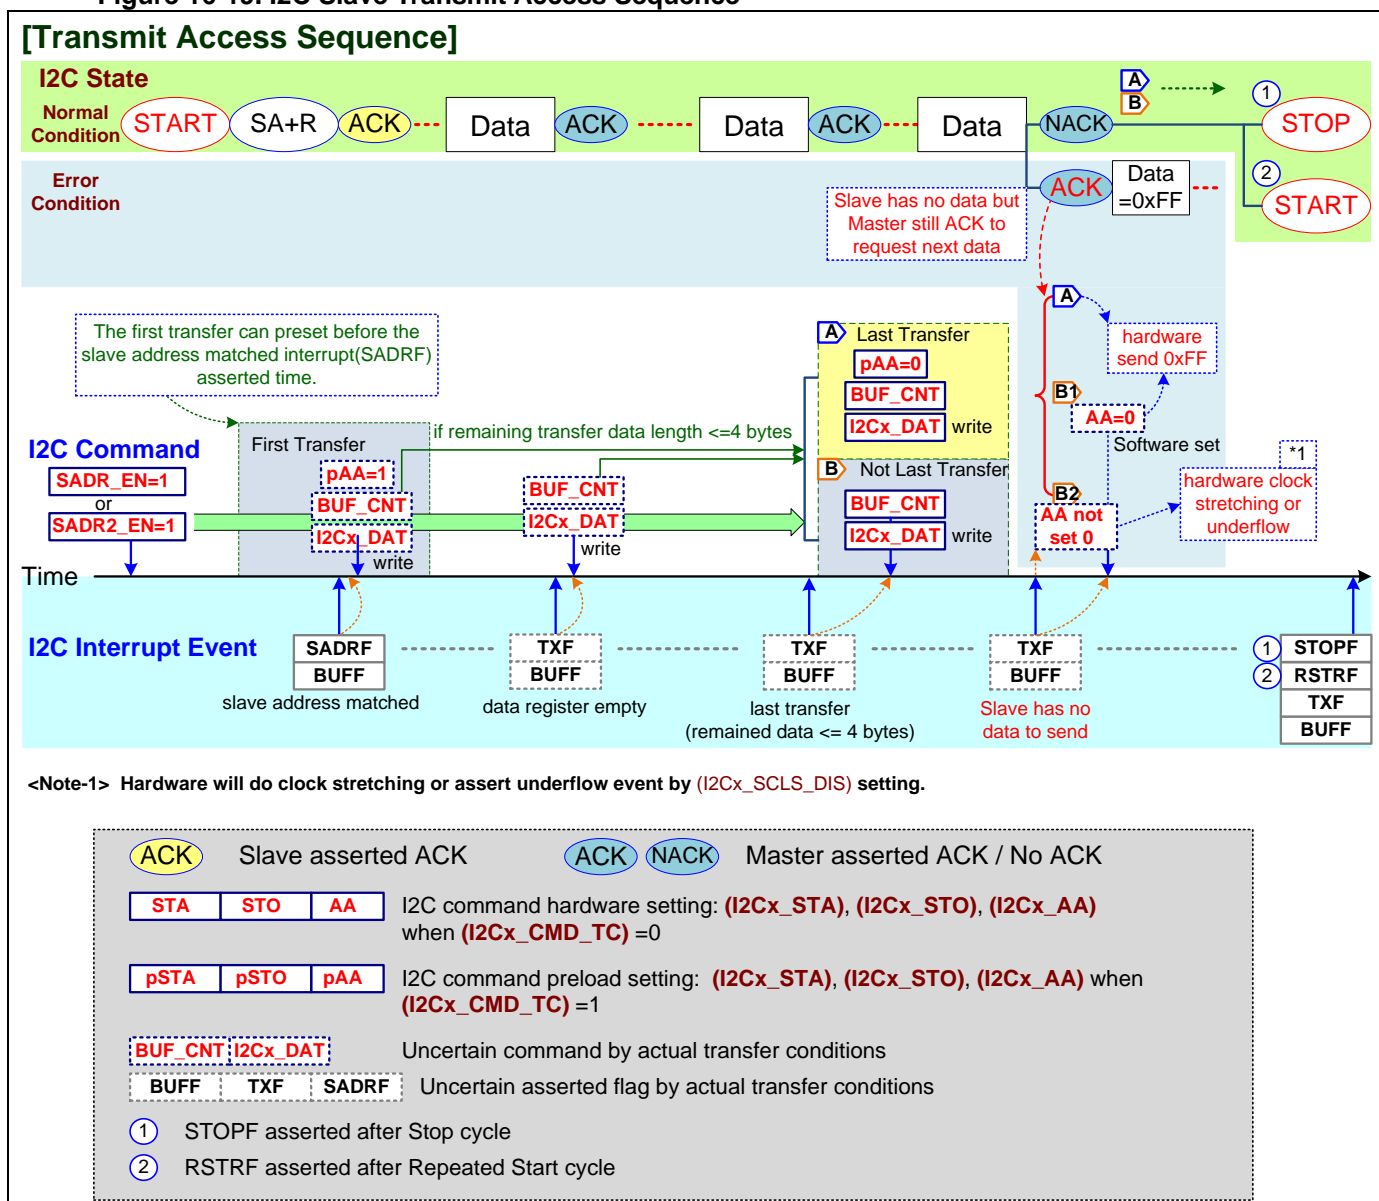 Figure 10-19. I2C Slave Transmit Access Sequence
[Transmit Access Sequence]
I2C State
Normal
Condition
START
SA+R
ACK
Data
ACK
Data
ACK
Data
NACK
A
B
1
STOP
2
START
Error
Condition
Slave has no data but
Master still ACK to
request next data
ACK
Data
=0xFF
The first transfer can preset before the
slave address matched interrupt(SADRF)
asserted time.
A
Last Transfer
pAA=0
BUF_CNT
I2Cx_DAT write
B
Not Last Transfer
BUF_CNT
I2Cx_DAT write
A
hardware
send 0xFF
B1
AA=0
Software set
B2
AA not
set 0
*1
hardware clock
stretching or
underflow
I2C Command
SADR_EN=1
or
SADR2_EN=1
First Transfer
pAA=1
BUF_CNT
I2Cx_DAT
write
if remaining transfer data length <=4 bytes
BUF_CNT
I2Cx_DAT
write
Time
I2C Interrupt Event
SADRF
BUFF
slave address matched
TXF
BUFF
data register empty
TXF
BUFF
last transfer
(remained data <= 4 bytes)
TXF
BUFF
Slave has no
data to send
1 STOPF
2 RSTRF
TXF
BUFF
<Note-1> Hardware will do clock stretching or assert underflow event by (I2Cx_SCLS_DIS) setting.
ACK Slave asserted ACK
ACK NACK Master asserted ACK / No ACK
STA STO AA I2C command hardware setting: (I2Cx_STA), (I2Cx_STO), (I2Cx_AA)
when (I2Cx_CMD_TC) =0
pSTA pSTO pAA I2C command preload setting: (I2Cx_STA), (I2Cx_STO), (I2Cx_AA) when
(I2Cx_CMD_TC) =1
BUF_CNT I2Cx_DAT Uncertain command by actual transfer conditions
BUFF TXF SADRF Uncertain asserted flag by actual transfer conditions
1 STOPF asserted after Stop cycle
2 RSTRF asserted after Repeated Start cycle